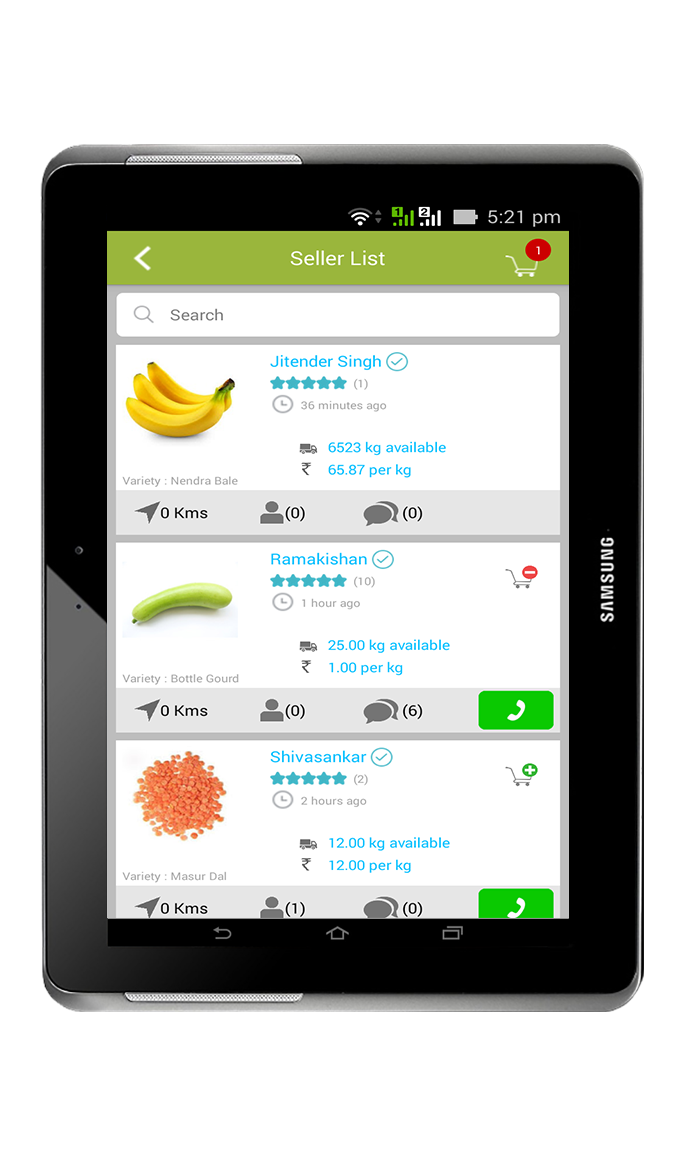 1 2 5:21 pm
Seller List
1
Search
Jitender Singh
(1)
36 minutes ago
6523 kg available
₹ 65.87 per kg
Variety : Nendra Bale
0 Kms (0) (0)
Ramakishan
(10)
1 hour ago
25.00 kg available
₹ 1.00 per kg
Variety : Bottle Gourd
0 Kms (0) (6)
Shivasankar
(2)
2 hours ago
12.00 kg available
₹ 12.00 per kg
Variety : Masur Dal
0 Kms (1) (0)
SAMSUNG